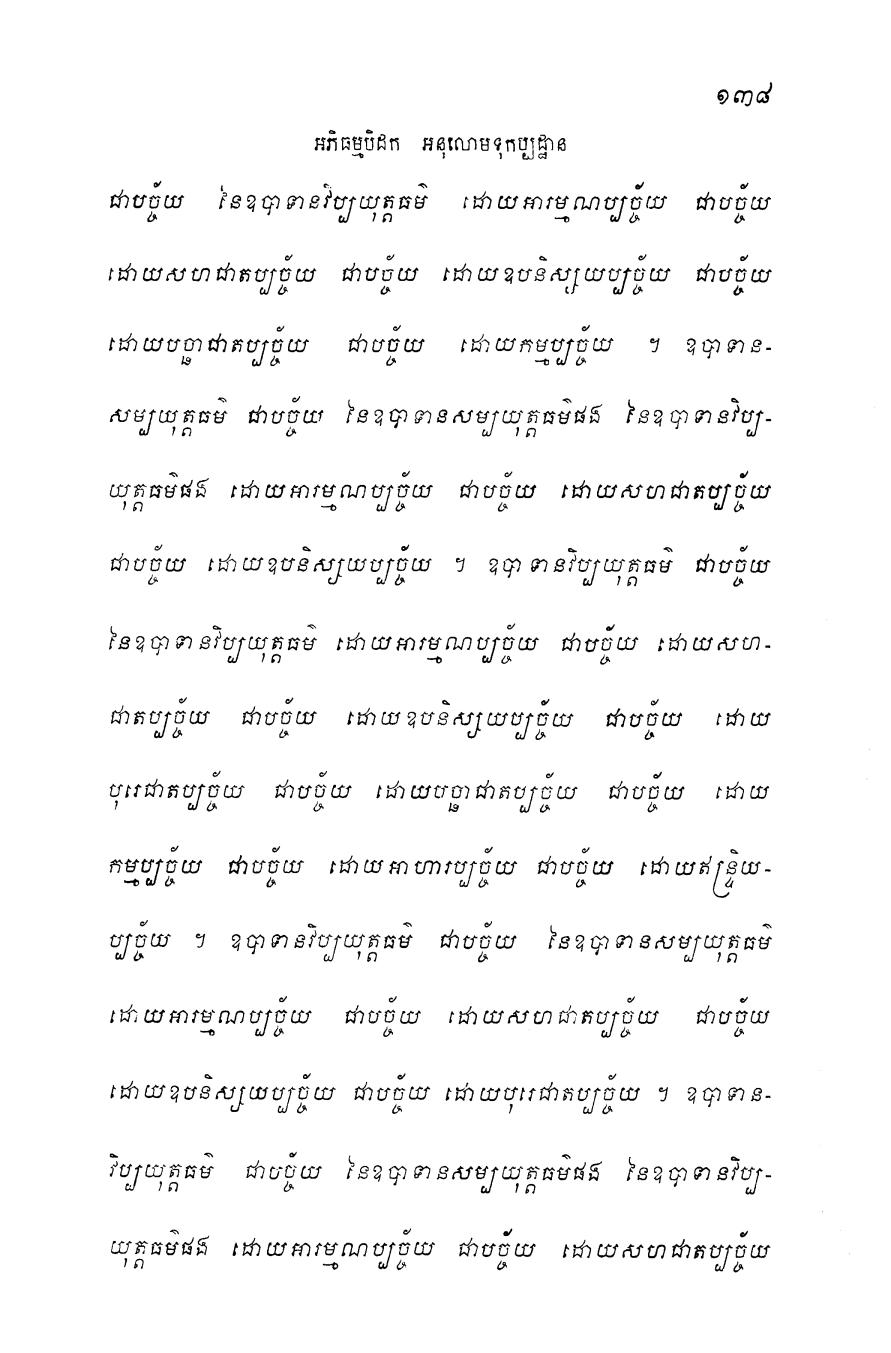 ១៣៨
អភិធម្មបិដក អនុលោមទុកប្បដ្ឋាន
ជាបច្ច័យ នៃឧបាទានវិប្បយុត្តធម៌ ដោយអារម្មណប្បច្ច័យ ជាបច្ច័យ
ដោយសហជាតប្បច្ច័យ ជាបច្ច័យ ដោយឧបនិស្សយប្បច្ច័យ ជាបច្ច័យ
ដោយបច្ឆាជាតប្បច្ច័យ ជាបច្ច័យ ដោយកម្មប្បច្ច័យ ។ ឧបាទាន-
សម្បយុត្តធម៌ ជាបច្ច័យ នៃឧបាទានសម្បយុត្តធម៌ផង នៃឧបាទានវិប្ប-
យុត្តធម៌ផង ដោយអារម្មណប្បច្ច័យ ជាបច្ច័យ ដោយសហជាតប្បច្ច័យ
ជាបច្ច័យ ដោយឧបនិស្សយប្បច្ច័យ ។ ឧបាទានវិប្បយុត្តធម៌ ជាបច្ច័យ
នៃឧបាទានវិប្បយុត្តធម៌ ដោយអារម្មណប្បច្ច័យ ជាបច្ច័យ ដោយសហ-
ជាតប្បច្ច័យ ជាបច្ច័យ ដោយឧបនិស្សយប្បច្ច័យ ជាបច្ច័យ ដោយ
បុរេជាតប្បច្ច័យ ជាបច្ច័យ ដោយបច្ឆាជាតប្បច្ច័យ ជាបច្ច័យ ដោយ
កម្មប្បច្ច័យ ជាបច្ច័យ ដោយអាហារប្បច្ច័យ ជាបច្ច័យ ដោយឥន្ទ្រិយ-
ប្បច្ច័យ ។ ឧបាទានវិប្បយុត្តធម៌ ជាបច្ច័យ នៃឧបាទានសម្បយុត្តធម៌
ដោយអារម្មណប្បច្ច័យ ជាបច្ច័យ ដោយសហជាតប្បច្ច័យ ជាបច្ច័យ
ដោយឧបនិស្សយប្បច្ច័យ ជាបច្ច័យ ដោយបុរេជាតប្បច្ច័យ ។ ឧបាទាន-
វិប្បយុត្តធម៌ ជាបច្ច័យ នៃឧបាទានសម្បយុត្តធម៌ផង នៃឧបាទានវិប្ប-
យុត្តធម៌ផង ដោយអារម្មណប្បច្ច័យ ជាបច្ច័យ ដោយសហជាតប្បច្ច័យ